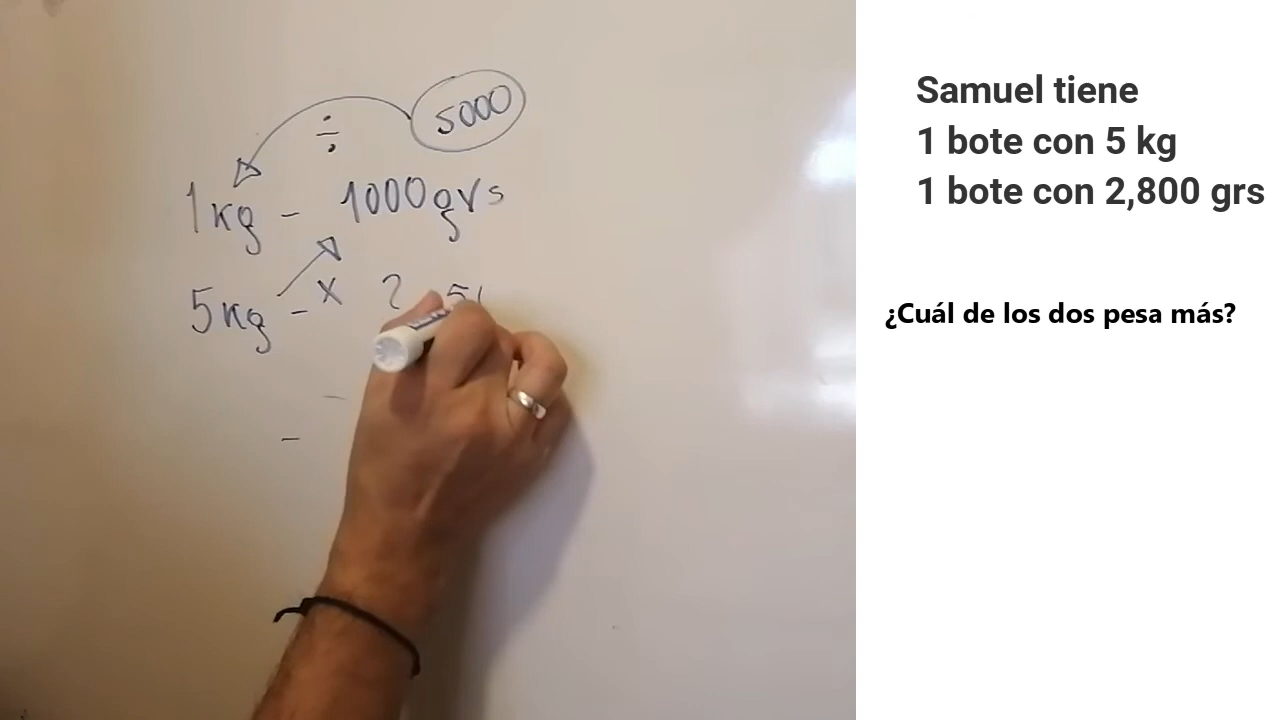 5000
÷
1kg - 1000grs
5kg - x ?
-
-
Samuel tiene
1 bote con 5 kg
1 bote con 2,800 grs
¿Cuál de los dos pesa más?